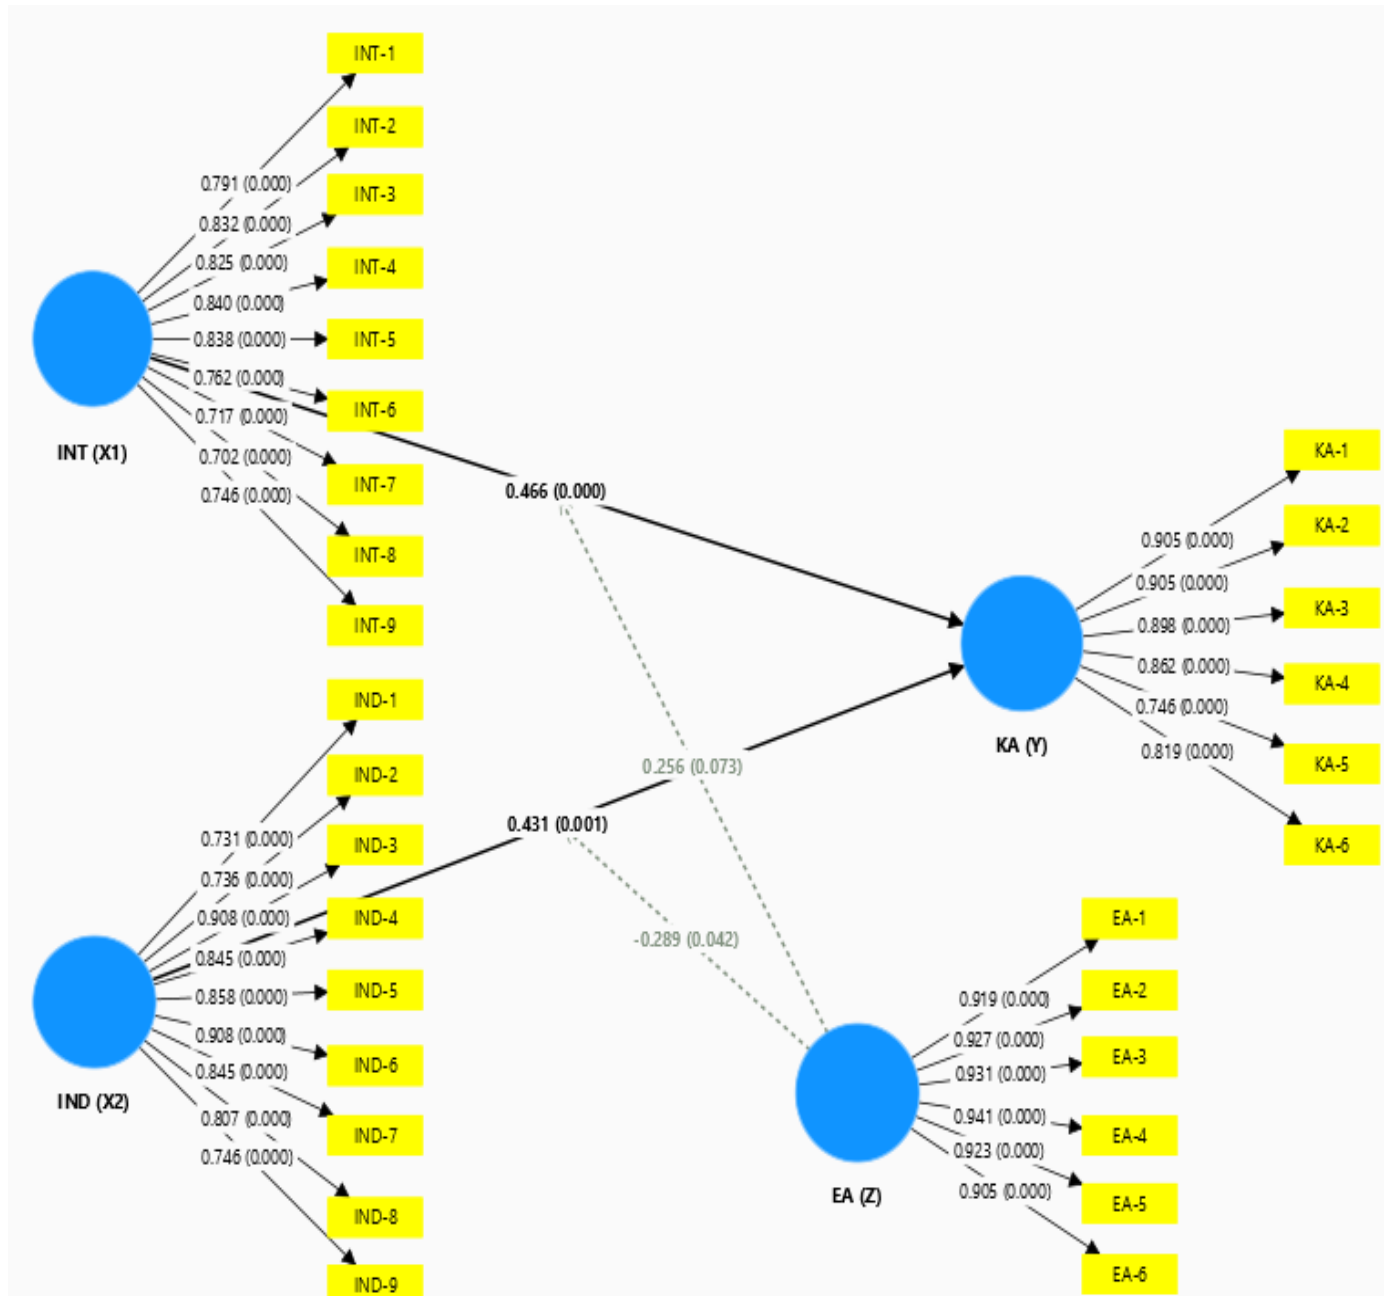 INT-1
INT-2
INT-3
INT-4
INT-5
INT-6
INT-7
INT-8
INT-9
0.791 (0.000)
0.832 (0.000)
0.825 (0.000)
0.840 (0.000)
0.838 (0.000)
0.762 (0.000)
0.717 (0.000)
0.702 (0.000)
0.746 (0.000)
INT (X1)
0.466 (0.000)
KA-1
KA-2
KA-3
KA-4
KA-5
KA-6
0.905 (0.000)
0.905 (0.000)
0.898 (0.000)
0.862 (0.000)
0.746 (0.000)
0.819 (0.000)
KA (Y)
IND-1
IND-2
IND-3
IND-4
IND-5
IND-6
IND-7
IND-8
IND-9
0.731 (0.000)
0.736 (0.000)
0.908 (0.000)
0.845 (0.000)
0.858 (0.000)
0.908 (0.000)
0.845 (0.000)
0.807 (0.000)
0.746 (0.000)
IND (X2)
0.256 (0.073)
0.431 (0.001)
-0.289 (0.042)
EA-1
EA-2
EA-3
EA-4
EA-5
EA-6
0.919 (0.000)
0.927 (0.000)
0.931 (0.000)
0.941 (0.000)
0.923 (0.000)
0.905 (0.000)
EA (Z)